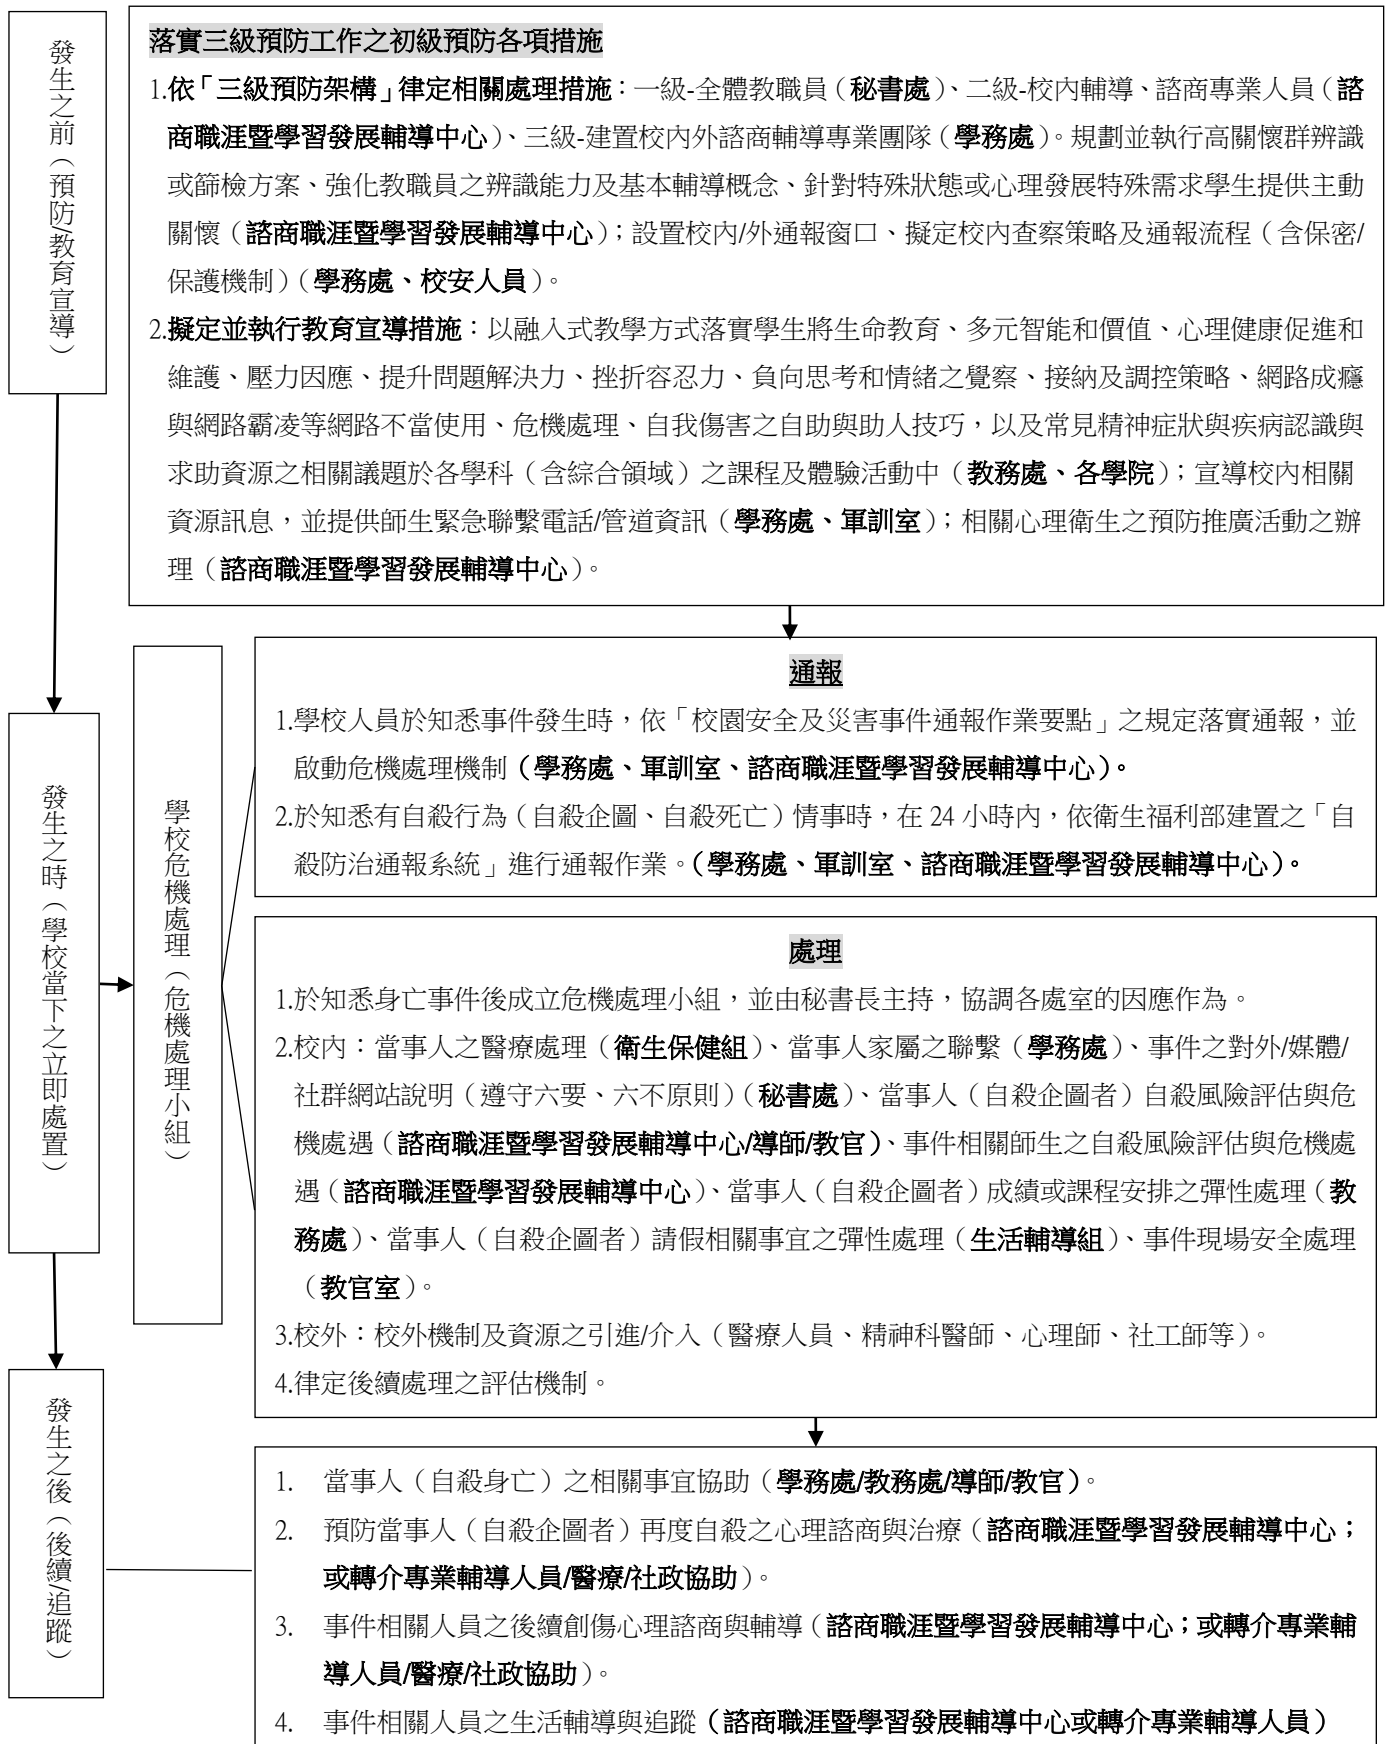 發生之前（預防/教育宣導）
落實三級預防工作之初級預防各項措施
1.依「三級預防架構」律定相關處理措施：一級-全體教職員（秘書處）、二級-校內輔導、諮商專業人員（諮
商職涯暨學習發展輔導中心）、三級-建置校內外諮商輔導專業團隊（學務處）。規劃並執行高關懷群辨識
或篩檢方案、強化教職員之辨識能力及基本輔導概念、針對特殊狀態或心理發展特殊需求學生提供主動
關懷（諮商職涯暨學習發展輔導中心）；設置校內/外通報窗口、擬定校內查察策略及通報流程（含保密/
保護機制）（學務處、校安人員）。
2.擬定並執行教育宣導措施：以融入式教學方式落實學生將生命教育、多元智能和價值、心理健康促進和
維護、壓力因應、提升問題解決力、挫折容忍力、負向思考和情緒之覺察、接納及調控策略、網路成癮
與網路霸凌等網路不當使用、危機處理、自我傷害之自助與助人技巧，以及常見精神症狀與疾病認識與
求助資源之相關議題於各學科（含綜合領域）之課程及體驗活動中（教務處、各學院）；宣導校內相關
資源訊息，並提供師生緊急聯繫電話/管道資訊（學務處、軍訓室）；相關心理衛生之預防推廣活動之辦
理（諮商職涯暨學習發展輔導中心）。
發生之時（學校當下之立即處置）
學校危機處理（危機處理小組）
通報
1.學校人員於知悉事件發生時，依「校園安全及災害事件通報作業要點」之規定落實通報，並
啟動危機處理機制（學務處、軍訓室、諮商職涯暨學習發展輔導中心）。
2.於知悉有自殺行為（自殺企圖、自殺死亡）情事時，在 24 小時內，依衛生福利部建置之「自
殺防治通報系統」進行通報作業。（學務處、軍訓室、諮商職涯暨學習發展輔導中心）。
處理
1.於知悉身亡事件後成立危機處理小組，並由秘書長主持，協調各處室的因應作為。
2.校內：當事人之醫療處理（衛生保健組）、當事人家屬之聯繫（學務處）、事件之對外/媒體/
社群網站說明（遵守六要、六不原則）（秘書處）、當事人（自殺企圖者）自殺風險評估與危
機處遇（諮商職涯暨學習發展輔導中心/導師/教官）、事件相關師生之自殺風險評估與危機處
遇（諮商職涯暨學習發展輔導中心）、當事人（自殺企圖者）成績或課程安排之彈性處理（教
務處）、當事人（自殺企圖者）請假相關事宜之彈性處理（生活輔導組）、事件現場安全處理
（教官室）。
3.校外：校外機制及資源之引進/介入（醫療人員、精神科醫師、心理師、社工師等）。
4.律定後續處理之評估機制。
發生之後（後續/追蹤）
1. 當事人（自殺身亡）之相關事宜協助（學務處/教務處/導師/教官）。
2. 預防當事人（自殺企圖者）再度自殺之心理諮商與治療（諮商職涯暨學習發展輔導中心；
或轉介專業輔導人員/醫療/社政協助）。
3. 事件相關人員之後續創傷心理諮商與輔導（諮商職涯暨學習發展輔導中心；或轉介專業輔
導人員/醫療/社政協助）。
4. 事件相關人員之生活輔導與追蹤（諮商職涯暨學習發展輔導中心或轉介專業輔導人員）